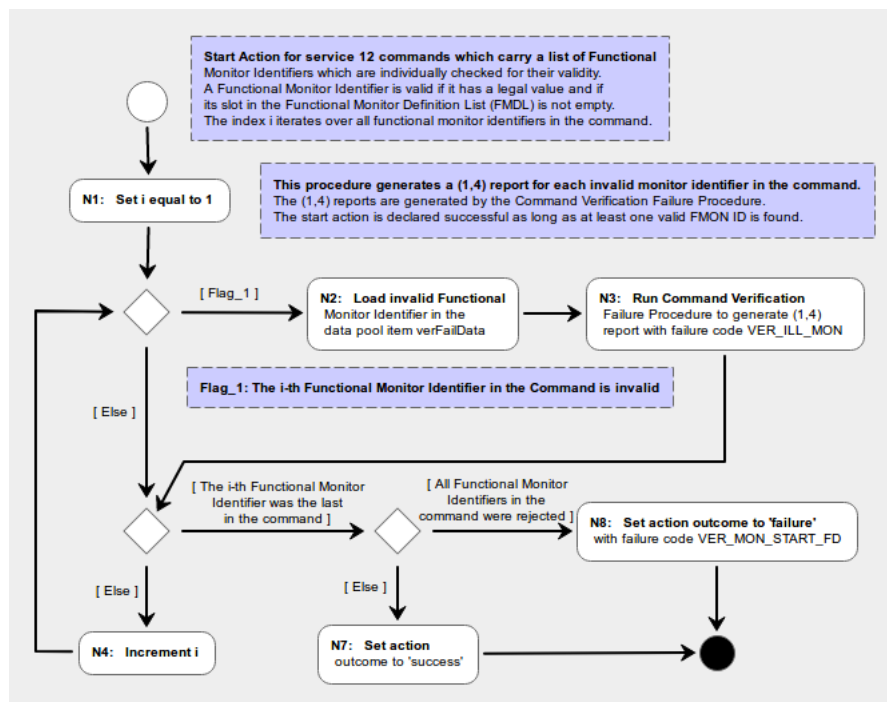 Start Action for service 12 commands which carry a list of Functional
Monitor Identifiers which are individually checked for their validity.
A Functional Monitor Identifier is valid if it has a legal value and if
its slot in the Functional Monitor Definition List (FMDL) is not empty.
The index i iterates over all functional monitor identifiers in the command.
This procedure generates a (1,4) report for each invalid monitor identifier in the command.
The (1,4) reports are generated by the Command Verification Failure Procedure.
The start action is declared successful as long as at least one valid FMON ID is found.
N1: Set i equal to 1
[ Flag_1 ]
N2: Load invalid Functional
Monitor Identifier in the
data pool item verFailData
N3: Run Command Verification
Failure Procedure to generate (1,4)
report with failure code VER_ILL_MON
Flag_1: The i-th Functional Monitor Identifier in the Command is invalid
[ Else ]
[ The i-th Functional Monitor
Identifier was the last
in the command ]
[ All Functional Monitor
Identifiers in the
command were rejected ]
N8: Set action outcome to 'failure'
with failure code VER_MON_START_FD
[ Else ]
[ Else ]
N4: Increment i
N7: Set action
outcome to 'success'